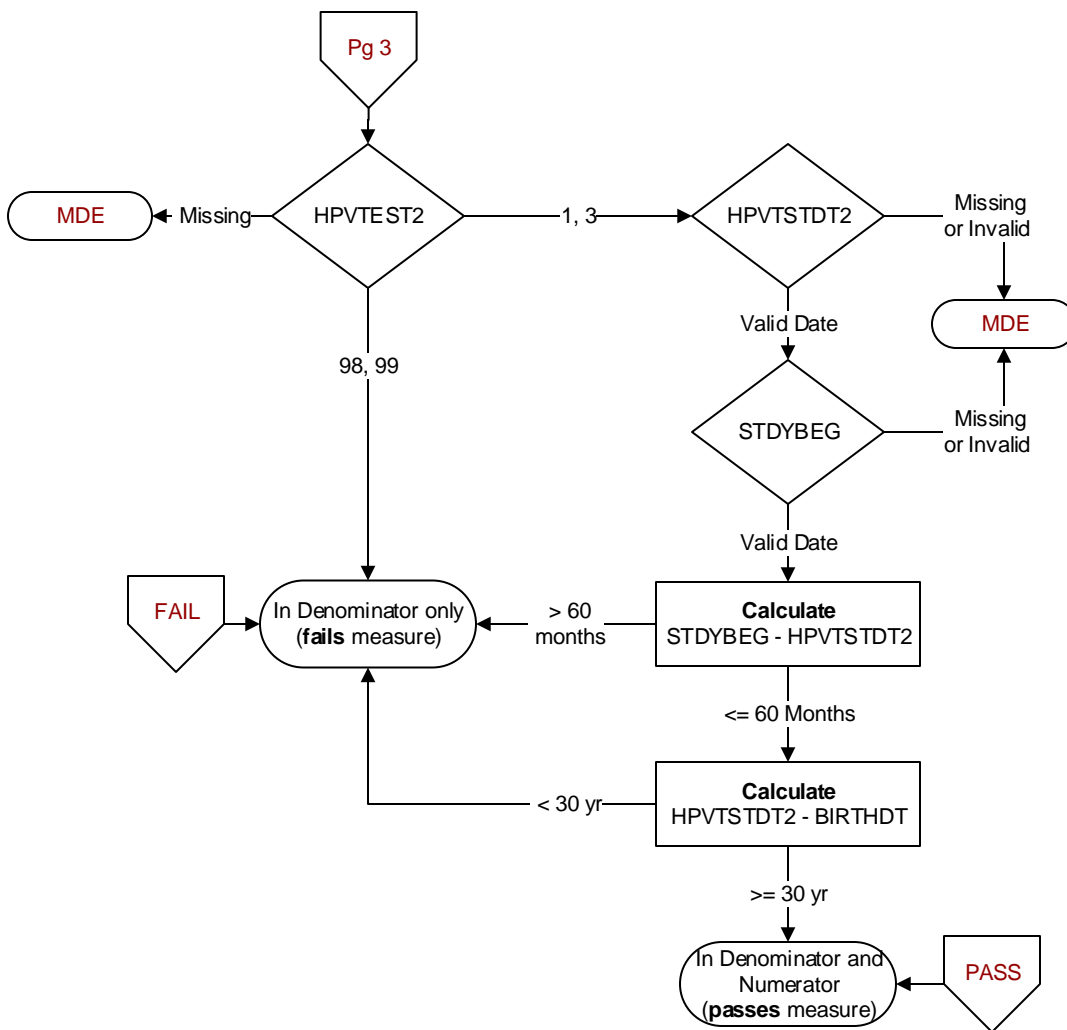 Pg 3
MDE
Missing
HPVTEST2
1, 3
HPVTSTDT2
Missing
or Invalid
MDE
Valid Date
98, 99
STDYBEG
Missing
or Invalid
Valid Date
FAIL
In Denominator only
(fails measure)
> 60
months
Calculate
STDYBEG - HPVTSTDT2
<= 60 Months
< 30 yr
Calculate
HPVTSTDT2 - BIRTHDT
>= 30 yr
In Denominator and
Numerator
(passes measure)
PASS